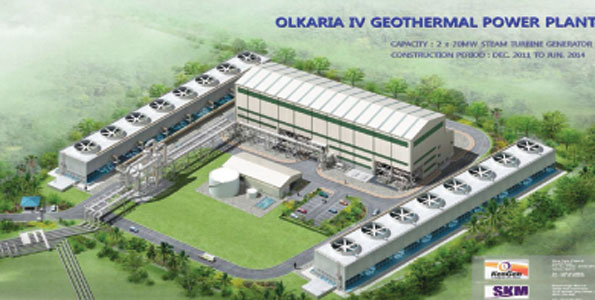 OLKARIA IV GEOTHERMAL POWER PLANT
CAPACITY : 2 x 70MW STEAM TURBINE GENERATOR
CONSTRUCTION PERIOD : DEC. 2011 TO JUN. 2014
KenGen
SKM